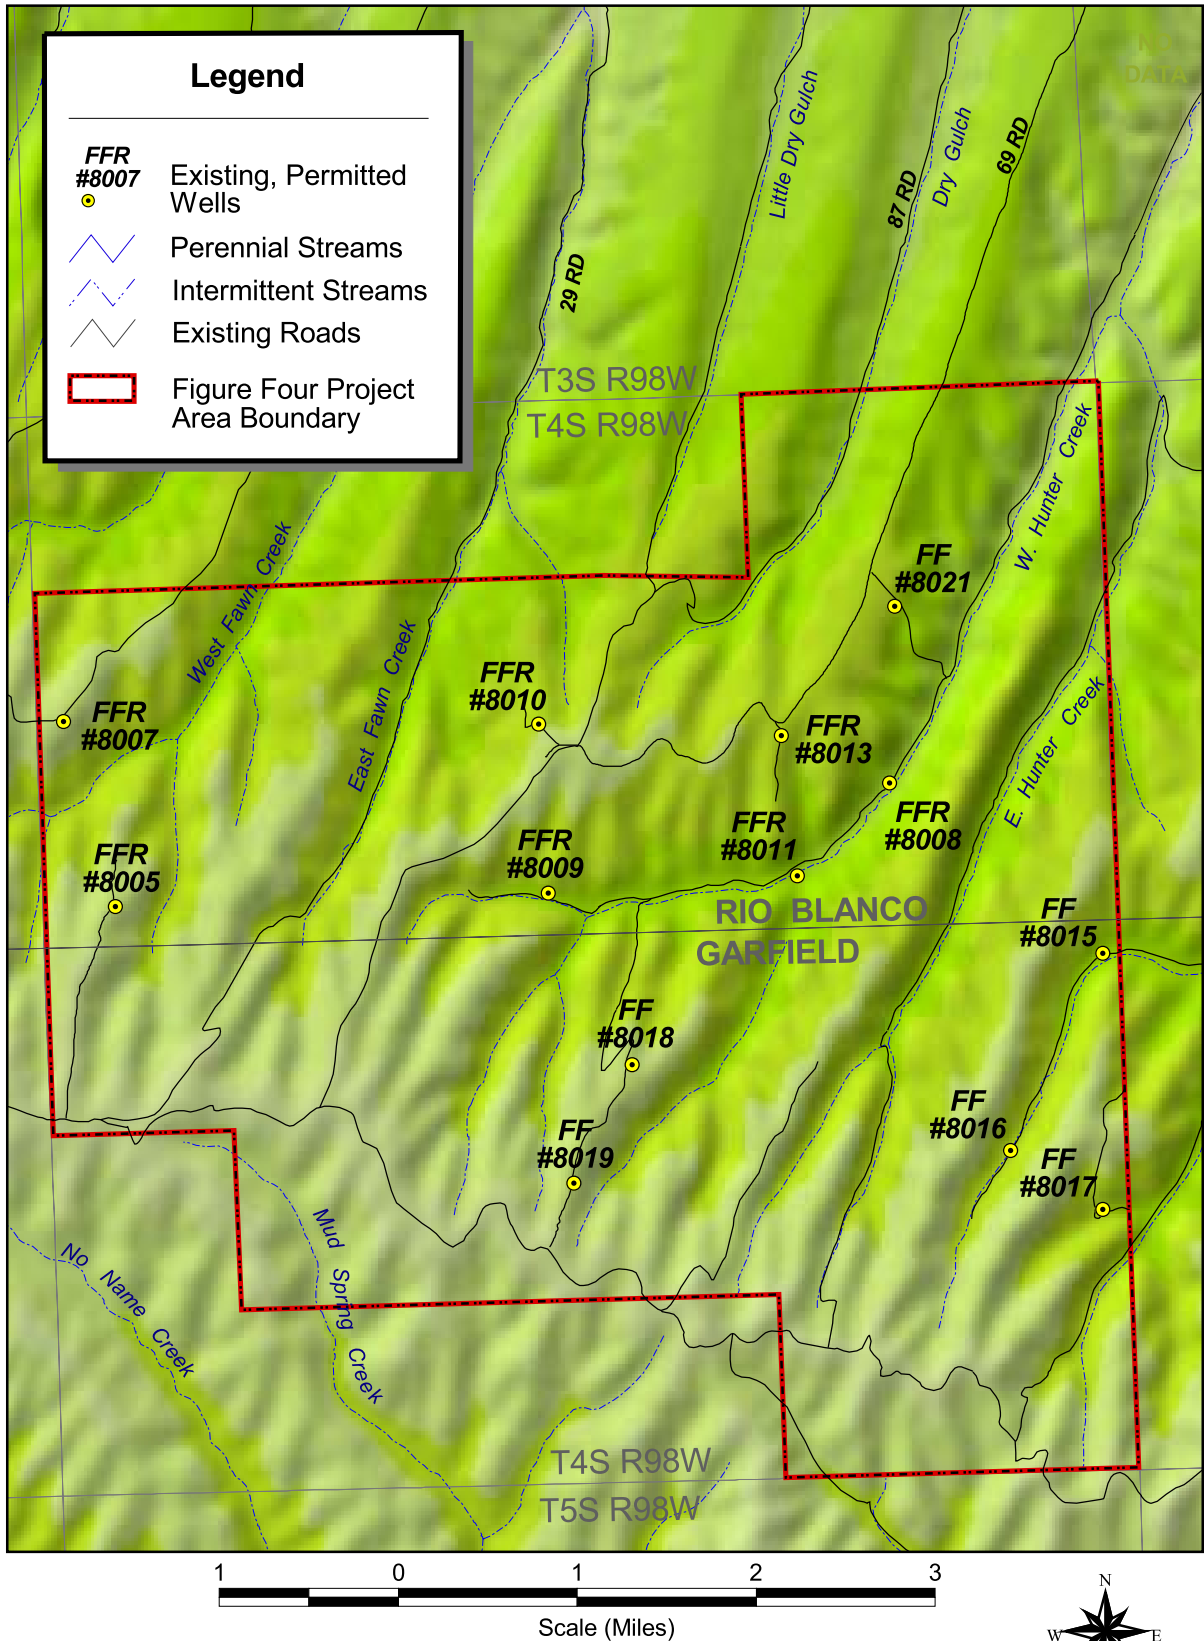 Legend
FFR
#8007
Existing, Permitted
Wells
Perennial Streams
Intermittent Streams
Existing Roads
Figure Four Project
Area Boundary
NO
DATA
Little Dry Gulch
87 RD
Dry Gulch
69 RD
29 RD
T3S R98W
T4S R98W
W. Hunter Creek
West Fawn Creek
East Fawn Creek
FF
#8021
FFR
#8010
FFR
#8007
FFR
#8013
E. Hunter Creek
FFR
#8011
FFR
#8008
FFR
#8009
FFR
#8005
RIO BLANCO
GARFIELD
FF
#8015
FF
#8018
FF
#8016
FF
#8019
FF
#8017
Mud Spring Creek
No Name Creek
T4S R98W
T5S R98W
1 0 1 2 3
Scale (Miles)
N
W
E